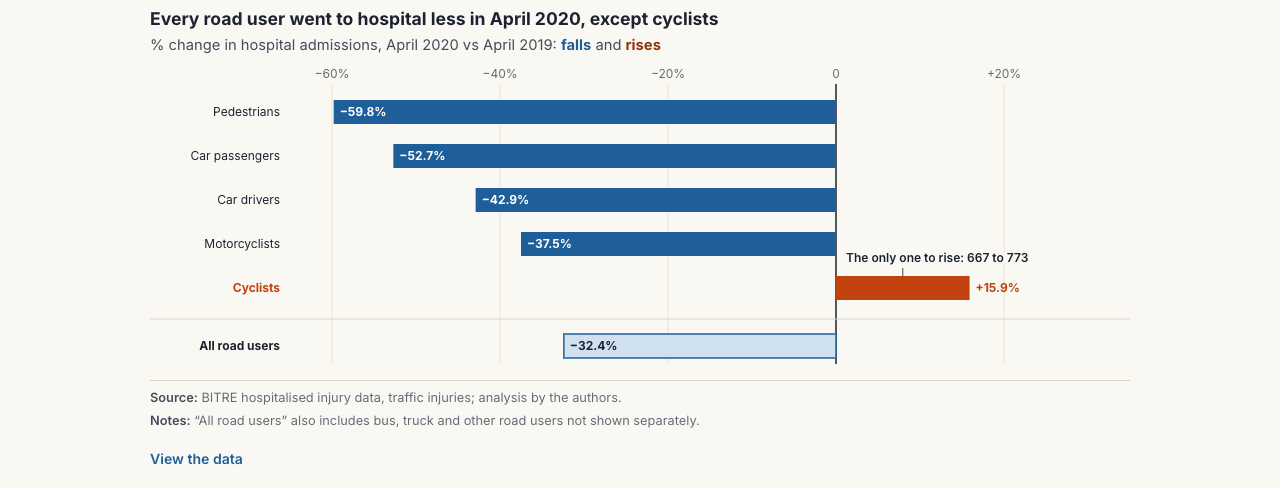 Every road user went to hospital less in April 2020, except cyclists
% change in hospital admissions, April 2020 vs April 2019: falls and rises
−60% −40% −20% 0 +20%
Pedestrians −59.8%
Car passengers −52.7%
Car drivers −42.9%
Motorcyclists −37.5%
The only one to rise: 667 to 773
Cyclists +15.9%
All road users −32.4%
Source: BITRE hospitalised injury data, traffic injuries; analysis by the authors.
Notes: “All road users” also includes bus, truck and other road users not shown separately.
View the data